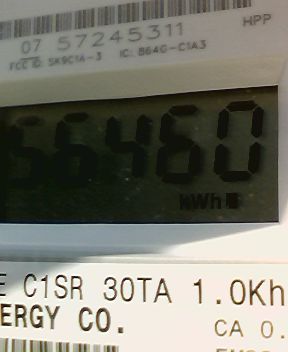 07 57245311
HPP
FCC ID: SK9C1A-3 IC: 864G-C1A3
66460
kWh
E C1SR 30TA 1.0Kh
ERGY CO.
CA 0.